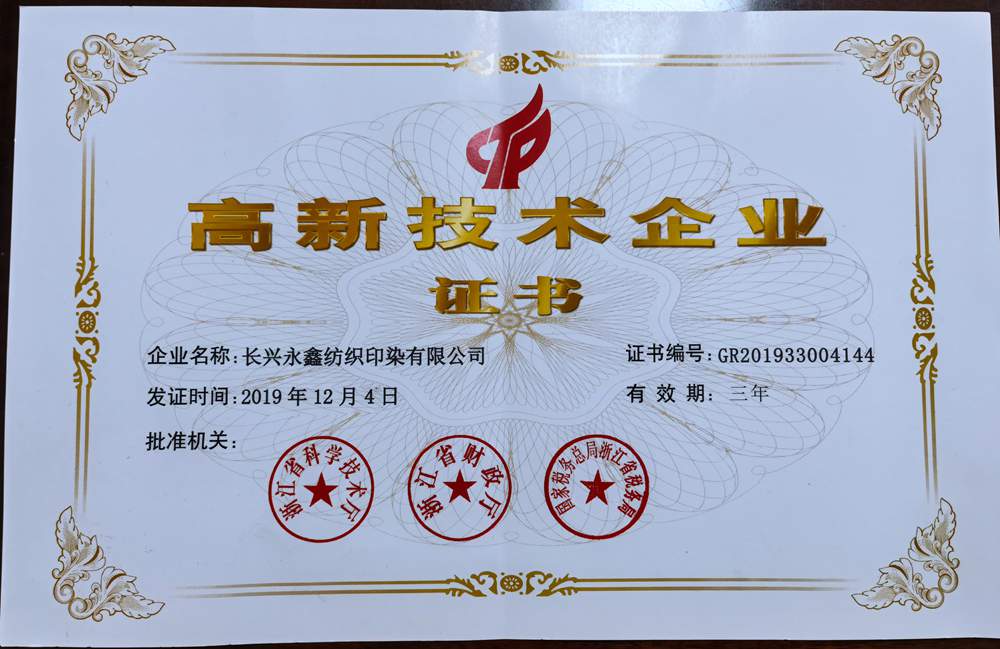 高新技术企业
证书
企业名称:长兴永鑫纺织印染有限公司
证书编号:GR201933004144
发证时间:2019年12月4日
有效期:三年
批准机关:
浙江省科学技术厅
浙江省财政厅
国家税务总局浙江省税务局